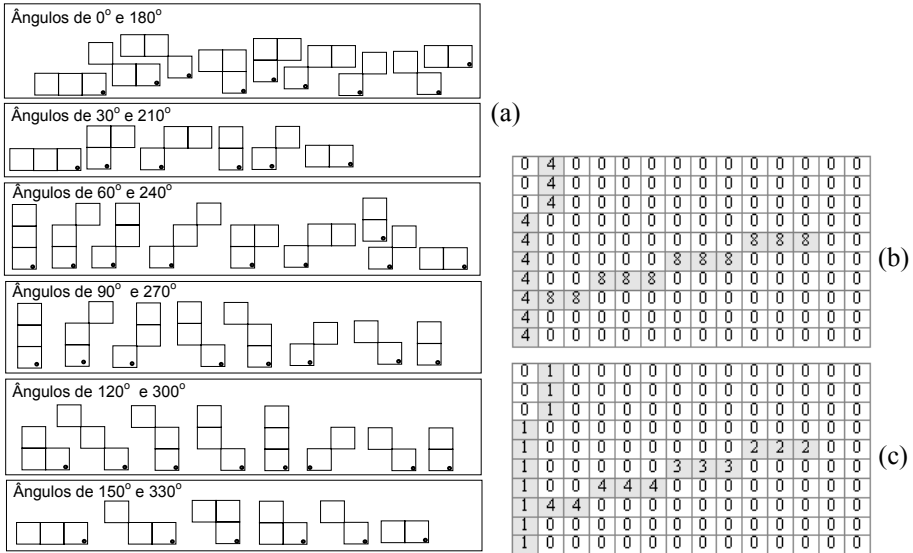 Ângulos de 0° e 180°
Ângulos de 30° e 210°
Ângulos de 60° e 240°
Ângulos de 90° e 270°
Ângulos de 120° e 300°
Ângulos de 150° e 330°
(a)
0 4 0 0 0 0 0 0 0 0 0 0 0 0
0 4 0 0 0 0 0 0 0 0 0 0 0 0
0 4 0 0 0 0 0 0 0 0 0 0 0 0
4 0 0 0 0 0 0 0 0 0 0 0 0 0
4 0 0 0 0 0 0 0 0 8 8 8 0 0
4 0 0 0 0 0 8 8 8 0 0 0 0 0
4 0 0 8 8 8 0 0 0 0 0 0 0 0
4 8 8 0 0 0 0 0 0 0 0 0 0 0
4 0 0 0 0 0 0 0 0 0 0 0 0 0
4 0 0 0 0 0 0 0 0 0 0 0 0 0
(b)
0 1 0 0 0 0 0 0 0 0 0 0 0 0
0 1 0 0 0 0 0 0 0 0 0 0 0 0
0 1 0 0 0 0 0 0 0 0 0 0 0 0
1 0 0 0 0 0 0 0 0 0 0 0 0 0
1 0 0 0 0 0 0 0 0 2 2 2 0 0
1 0 0 0 0 0 3 3 3 0 0 0 0 0
1 0 0 4 4 4 0 0 0 0 0 0 0 0
1 4 4 0 0 0 0 0 0 0 0 0 0 0
1 0 0 0 0 0 0 0 0 0 0 0 0 0
1 0 0 0 0 0 0 0 0 0 0 0 0 0
(c)